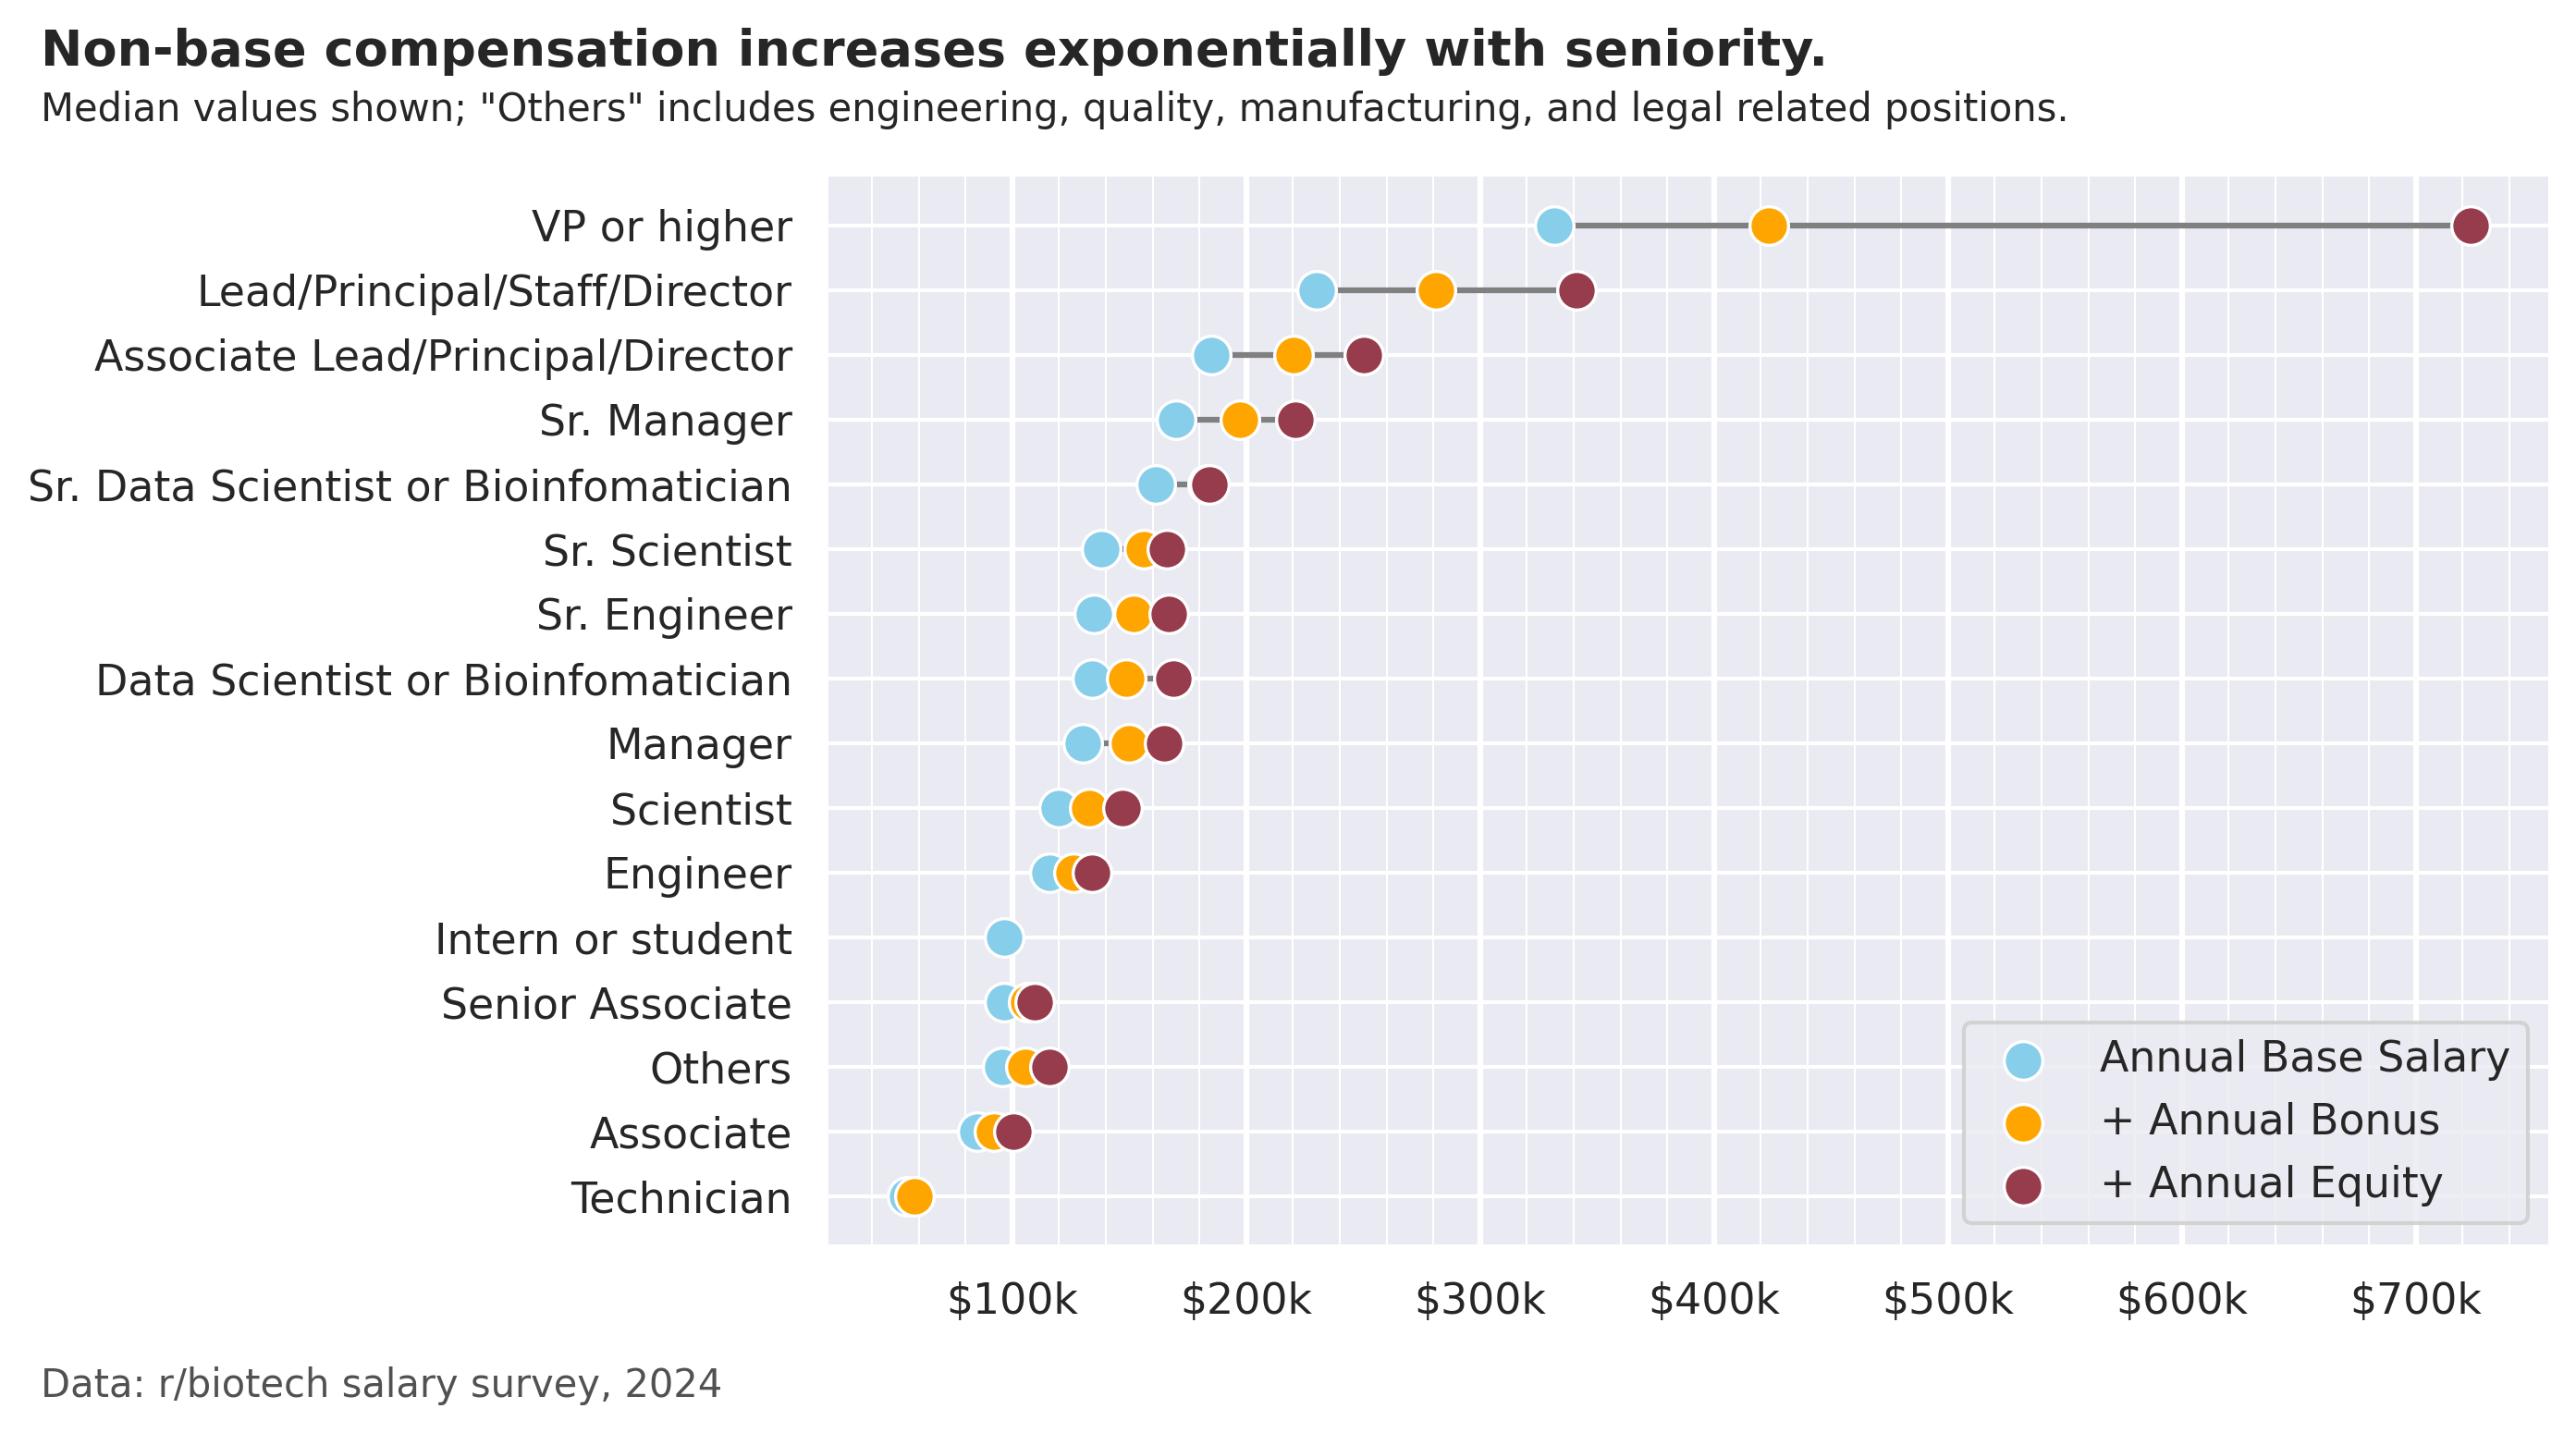 Non-base compensation increases exponentially with seniority.
Median values shown; "Others" includes engineering, quality, manufacturing, and legal related positions.
VP or higher
Lead/Principal/Staff/Director
Associate Lead/Principal/Director
Sr. Manager
Sr. Data Scientist or Bioinfomatician
Sr. Scientist
Sr. Engineer
Data Scientist or Bioinfomatician
Manager
Scientist
Engineer
Intern or student
Senior Associate
Others
Associate
Technician
Annual Base Salary
+ Annual Bonus
+ Annual Equity
$100k $200k $300k $400k $500k $600k $700k
Data: r/biotech salary survey, 2024